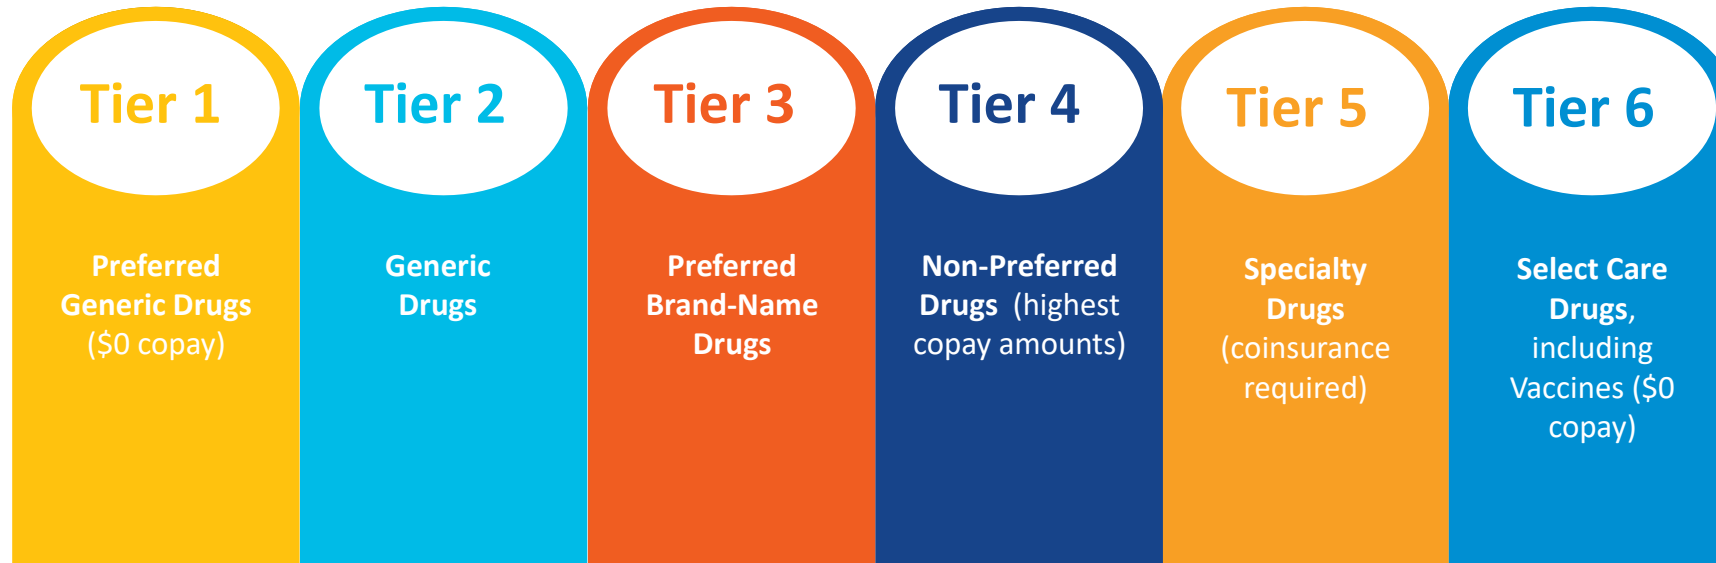 Tier 1
Preferred
Generic Drugs
($0 copay)
Tier 2
Generic
Drugs
Tier 3
Preferred
Brand-Name
Drugs
Tier 4
Non-Preferred
Drugs (highest
copay amounts)
Tier 5
Specialty
Drugs
(coinsurance
required)
Tier 6
Select Care
Drugs,
including
Vaccines ($0
copay)